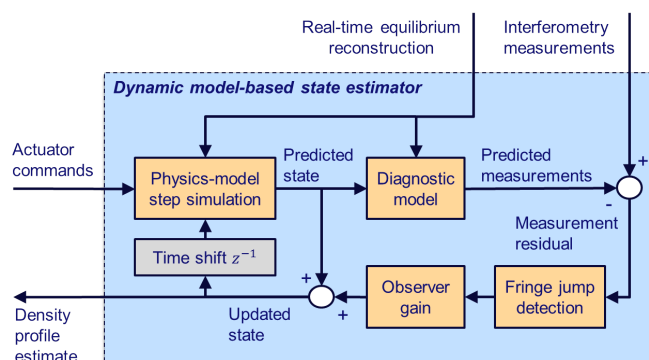 Real-time equilibrium
reconstruction
Interferometry
measurements
Dynamic model-based state estimator
Actuator
commands
Physics-model
step simulation
Predicted
state
Diagnostic
model
Predicted
measurements
+
-
Measurement
residual
Time shift z⁻¹
+
+
Observer
gain
Fringe jump
detection
Updated
state
Density
profile
estimate